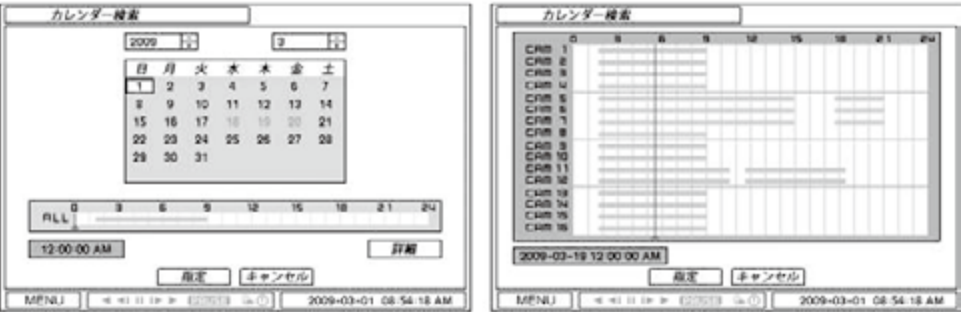 カレンダー検索
2009 3
日 月 火 水 木 金 土
1 2 3 4 5 6 7
8 9 10 11 12 13 14
15 16 17 18 19 20 21
22 23 24 25 26 27 28
29 30 31
0 3 6 9 12 15 18 21 24
ALL
12:00:00 AM 詳細
指定 キャンセル
MENU 2009-03-01 08:54:18 AM
カレンダー検索
0 3 6 9 12 15 18 21 24
CAM 1
CAM 2
CAM 3
CAM 4
CAM 5
CAM 6
CAM 7
CAM 8
CAM 9
CAM 10
CAM 11
CAM 12
CAM 13
CAM 14
CAM 15
CAM 16
2009-03-19 12:00:00 AM
指定 キャンセル
MENU 2009-03-01 08:54:18 AM